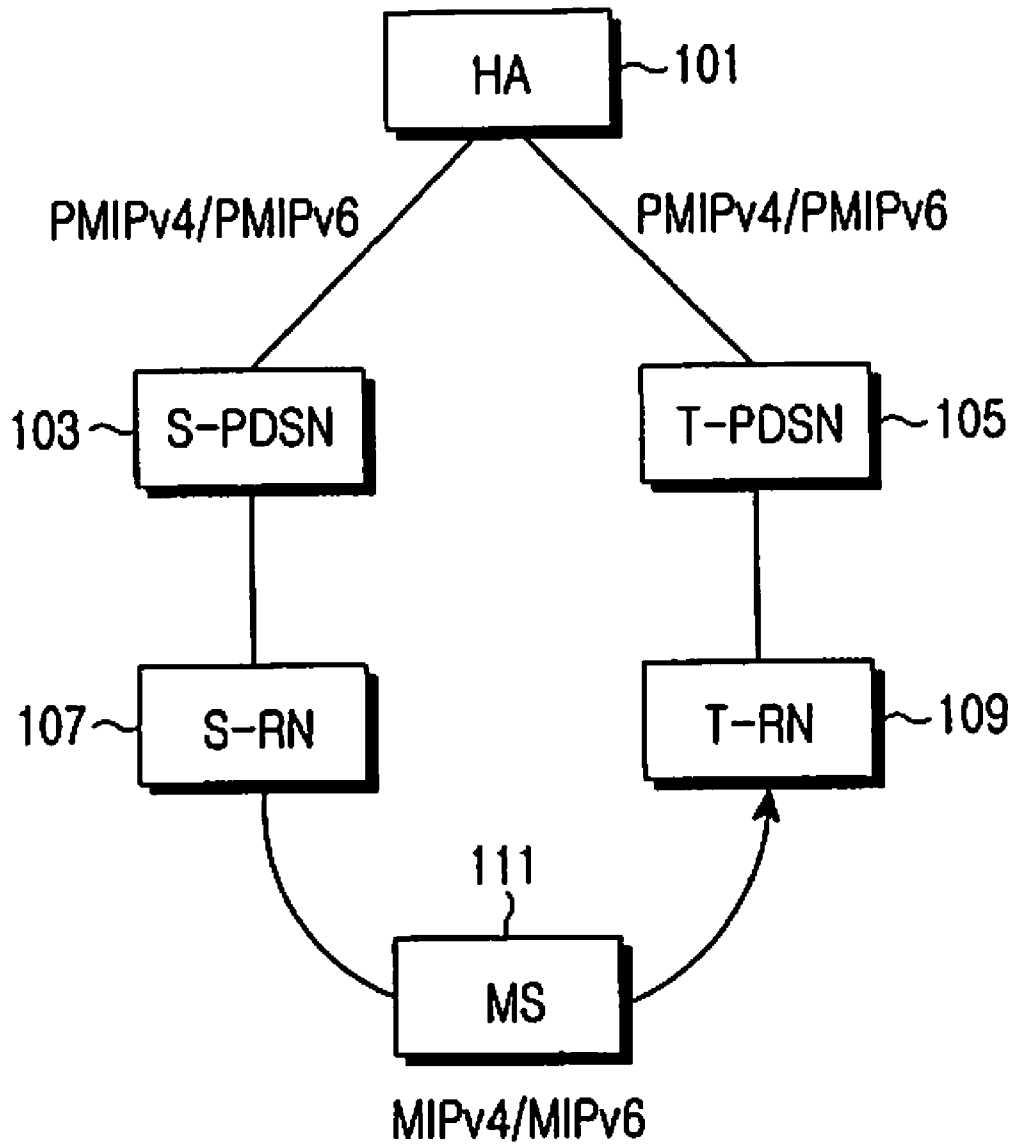 HA
101
PMIPv4/PMIPv6
PMIPv4/PMIPv6
103
S-PDSN
T-PDSN
105
107
S-RN
T-RN
109
111
MS
MIPv4/MIPv6